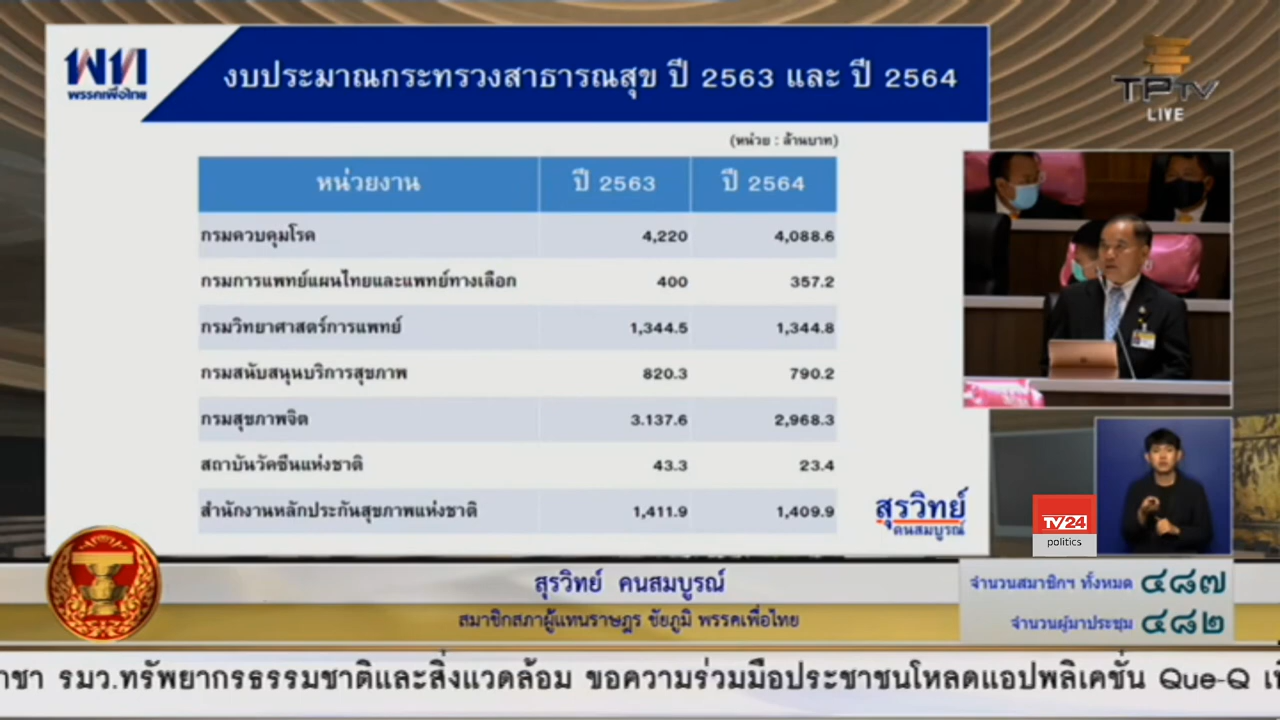 พท
พรรคเพื่อไทย
งบประมาณกระทรวงสาธารณสุข ปี 2563 และ ปี 2564
TPTV
LIVE
(หน่วย : ล้านบาท)
หน่วยงาน ปี 2563 ปี 2564
กรมควบคุมโรค 4,220 4,088.6
กรมการแพทย์แผนไทยและแพทย์ทางเลือก 400 357.2
กรมวิทยาศาสตร์การแพทย์ 1,344.5 1,344.8
กรมสนับสนุนบริการสุขภาพ 820.3 790.2
กรมสุขภาพจิต 3.137.6 2,968.3
สถาบันวัคซีนแห่งชาติ 43.3 23.4
สำนักงานหลักประกันสุขภาพแห่งชาติ 1,411.9 1,409.9
สุรวิทย์
คนสมบูรณ์
TV24
politics
สุรวิทย์ คนสมบูรณ์
สมาชิกสภาผู้แทนราษฎร ชัยภูมิ พรรคเพื่อไทย
จำนวนสมาชิกฯ ทั้งหมด ๔๘๗
จำนวนผู้มาประชุม ๔๘๒
าชา รมว.ทรัพยากรธรรมชาติและสิ่งแวดล้อม ขอความร่วมมือประชาชนโหลดแอปพลิเคชั่น Que-Q